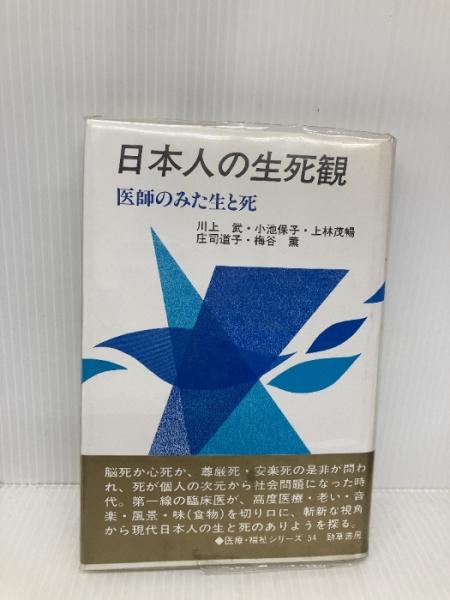 日本人の生死観
医師のみた生と死
川上 武・小池保子・上林茂暢
庄司道子・梅谷 薫
脳死か心死か、尊厳死・安楽死の是非が問わ
れ、死が個人の次元から社会問題になった時
代。第一線の臨床医が、高度医療・老い・音
楽・風景・味(食物)を切り口に、斬新な視角
から現代日本人の生と死のありようを探る。
◆医療・福祉シリーズ 54 勁草書房